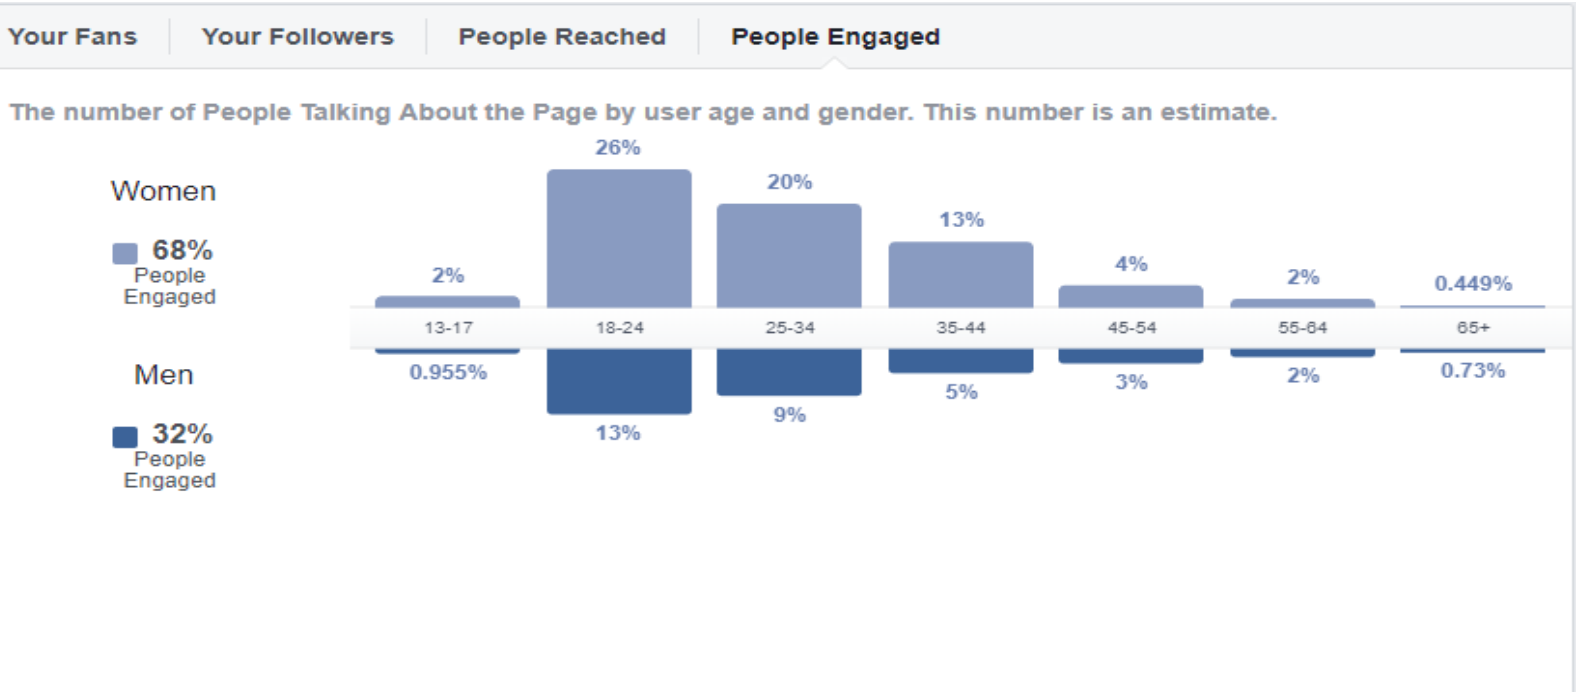 Your Fans Your Followers People Reached People Engaged
The number of People Talking About the Page by user age and gender. This number is an estimate.
Women
68%
People
Engaged
26%
20%
13%
2%
4%
2%
0.449%
13-17 18-24 25-34 35-44 45-54 55-64 65+
Men
32%
People
Engaged
0.955%
13%
9%
5%
3%
2%
0.73%